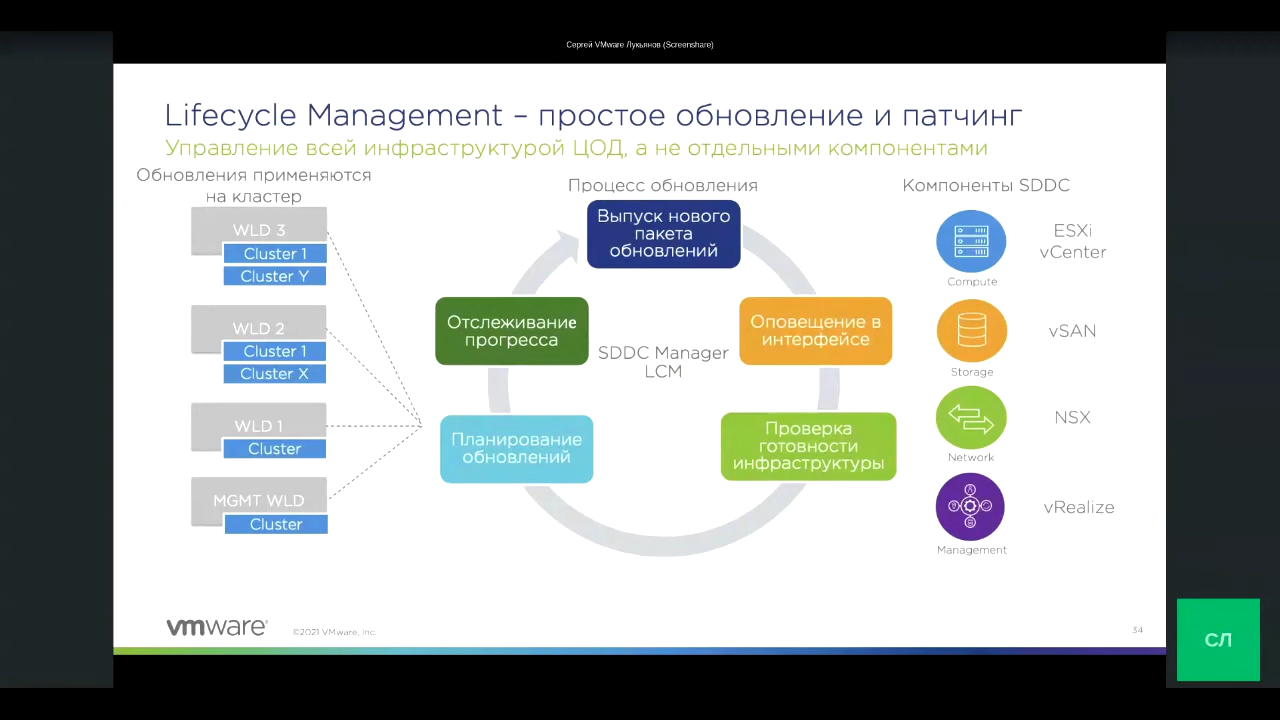 Сергей VMware Лукьянов (Screenshare)
Lifecycle Management – простое обновление и патчинг
Управление всей инфраструктурой ЦОД, а не отдельными компонентами
Обновления применяются
на кластер
WLD 3
Cluster 1
Cluster Y
WLD 2
Cluster 1
Cluster X
WLD 1
Cluster
MGMT WLD
Cluster
Процесс обновления
Выпуск нового
пакета
обновлений
Оповещение в
интерфейсе
Проверка
готовности
инфраструктуры
Планирование
обновлений
Отслеживание
прогресса
SDDC Manager
LCM
Компоненты SDDC
ESXi
vCenter
Compute
vSAN
Storage
NSX
Network
vRealize
Management
vmware®
©2021 VMware, Inc.
34
СЛ